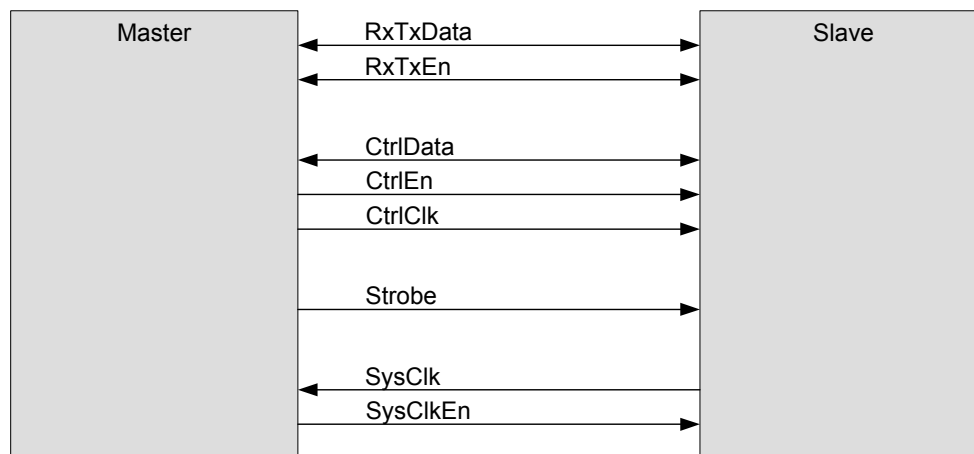 Master
Slave
RxTxData
RxTxEn
CtrlData
CtrlEn
CtrlClk
Strobe
SysClk
SysClkEn